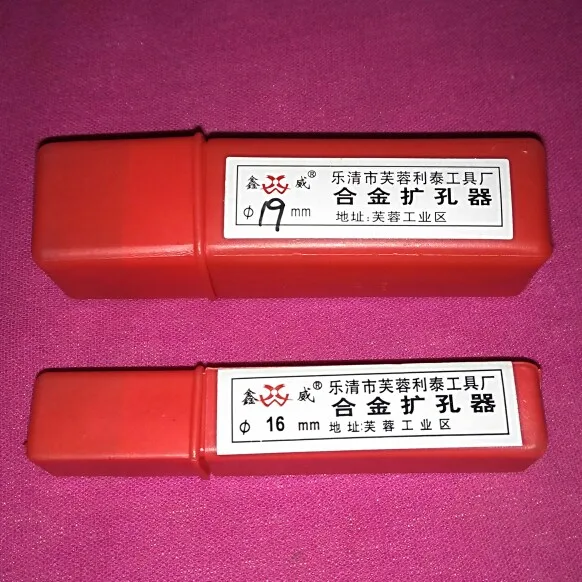 鑫 威® 乐清市芙蓉利泰工具厂
合金扩孔器
φ 19 mm 地址:芙蓉工业区
鑫 威® 乐清市芙蓉利泰工具厂
合金扩孔器
φ 16 mm 地址:芙蓉工业区